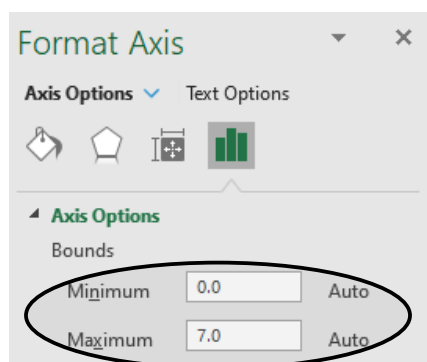 Format Axis
Axis Options Text Options
Axis Options
Bounds
Minimum 0.0 Auto
Maximum 7.0 Auto